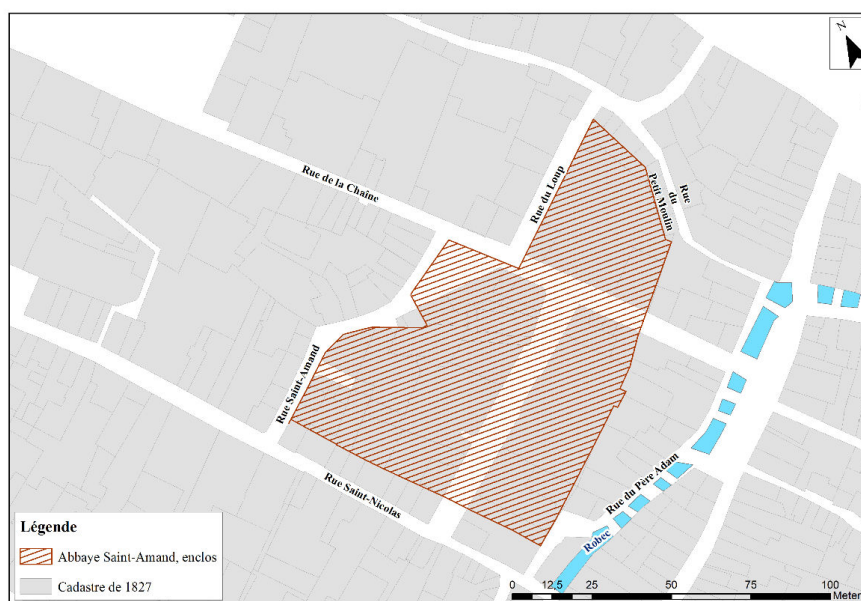 N
Rue de la Chaîne
Rue du Loup
Rue
du
Petit Moulin
Rue Saint-Amand
Rue Saint-Nicolas
Rue du Père Adam
Robec
Légende
Abbaye Saint-Amand, enclos
Cadastre de 1827
0 12,5 25 50 75 100
Meter